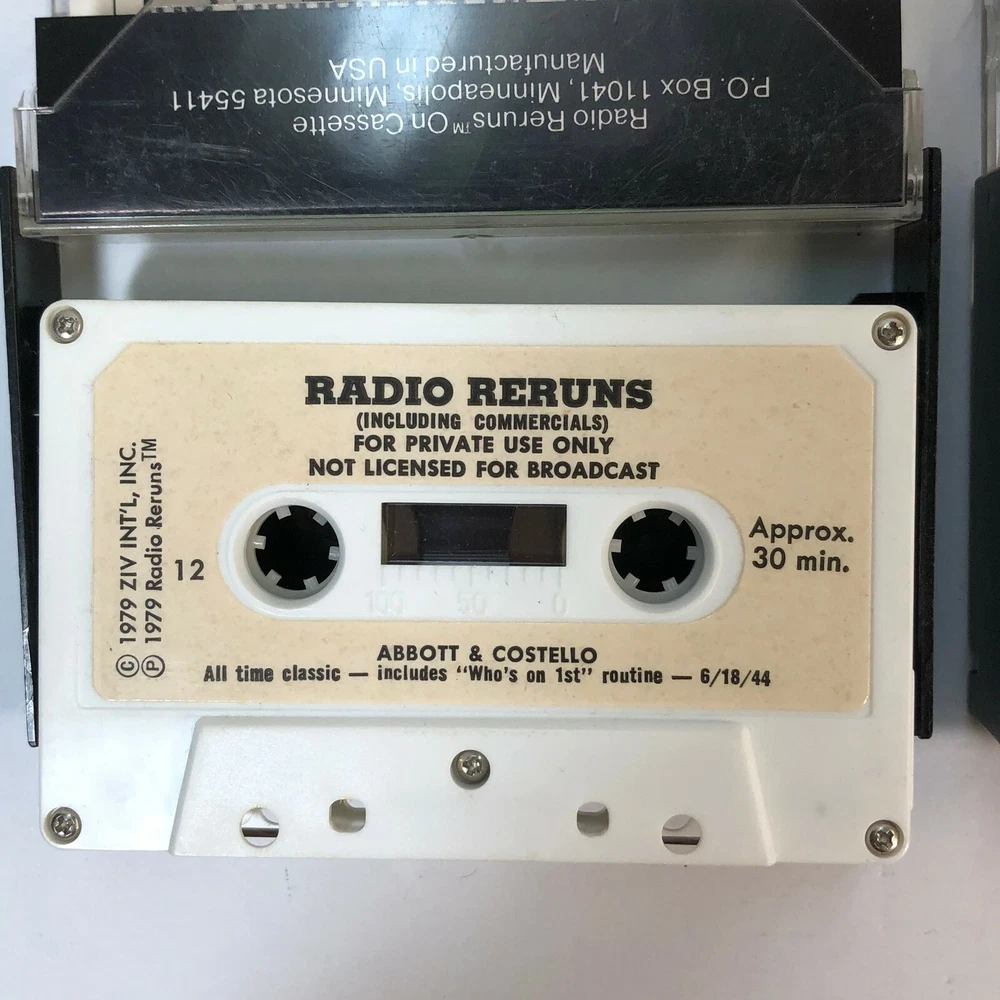 Radio Reruns™ On Cassette
P.O. Box 11041, Minneapolis, Minnesota 55411
Manufactured in USA
RADIO RERUNS
(INCLUDING COMMERCIALS)
FOR PRIVATE USE ONLY
NOT LICENSED FOR BROADCAST
© 1979 ZIV INT'L, INC.
℗ 1979 Radio Reruns™
12
Approx.
30 min.
100 50 0
ABBOTT & COSTELLO
All time classic — includes "Who's on 1st" routine — 6/18/44